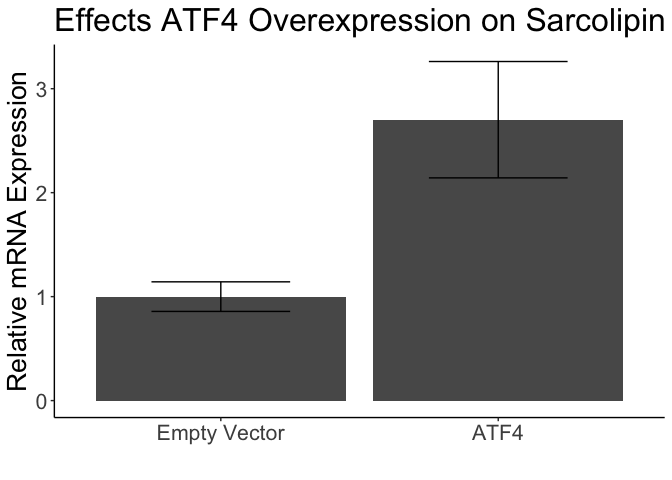 Effects ATF4 Overexpression on Sarcolipin
Relative mRNA Expression
3
2
1
0
Empty Vector
ATF4